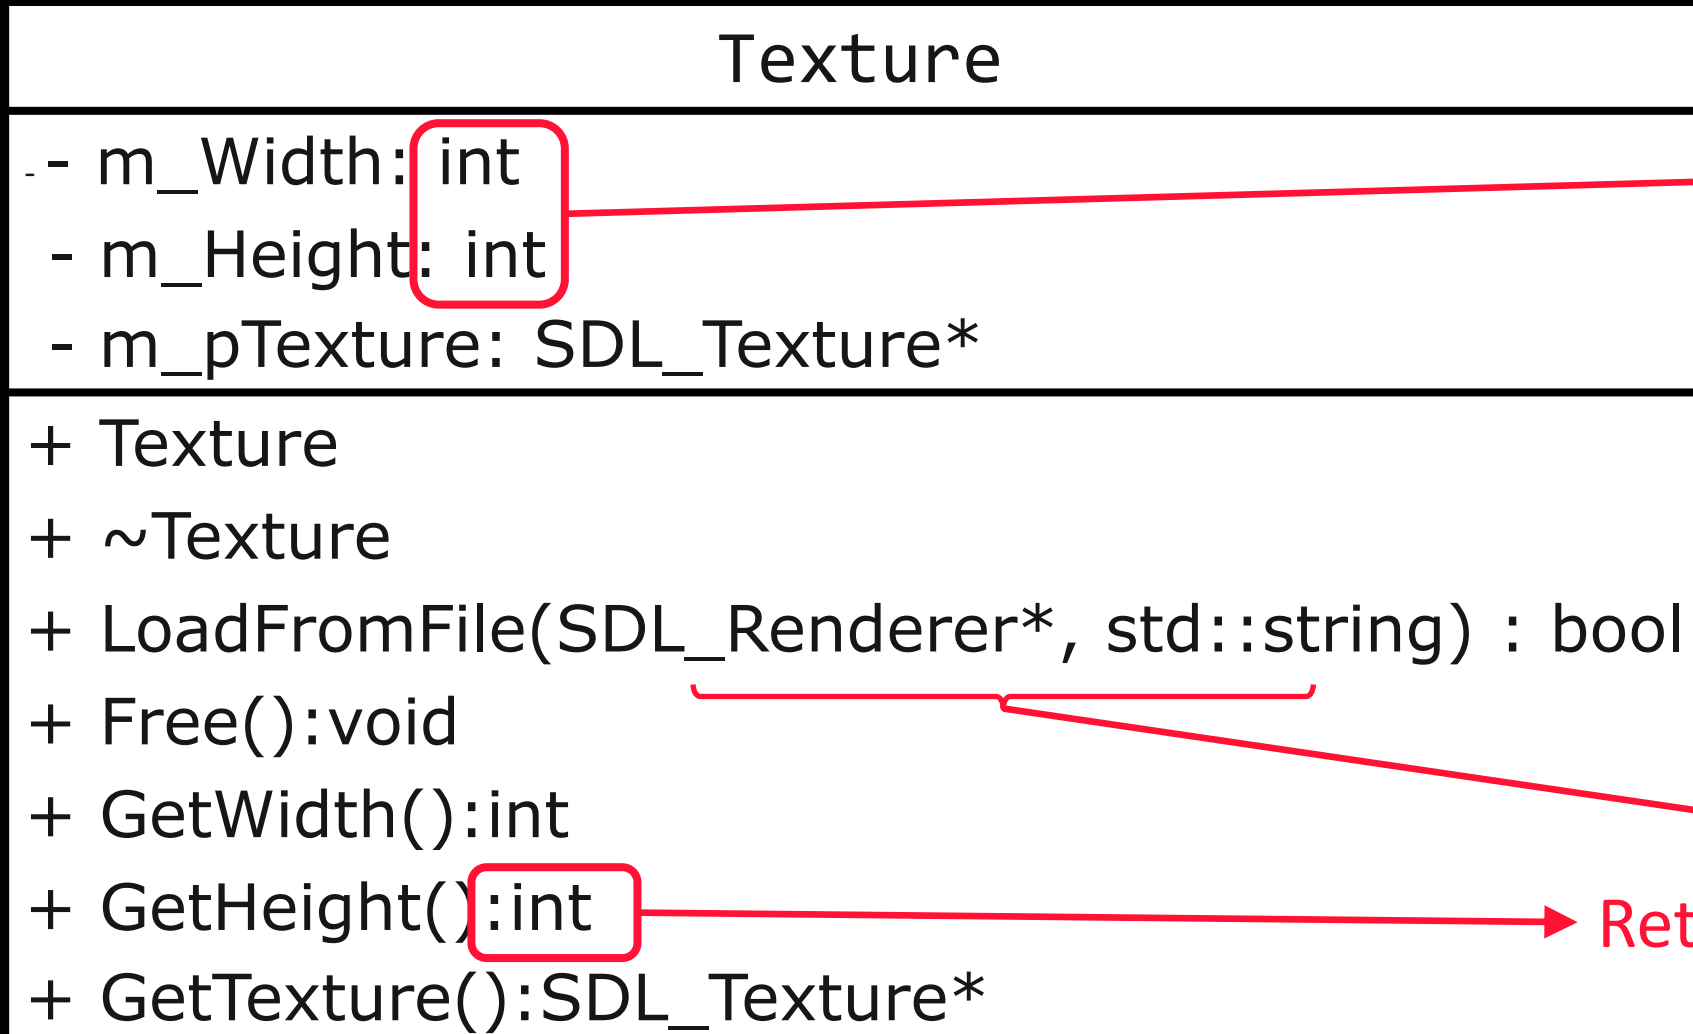 Texture
- - m_Width: int
- m_Height: int
- m_pTexture: SDL_Texture*
+ Texture
+ ~Texture
+ LoadFromFile(SDL_Renderer*, std::string) : bool
+ Free():void
+ GetWidth():int
+ GetHeight():int
Ret
+ GetTexture():SDL_Texture*